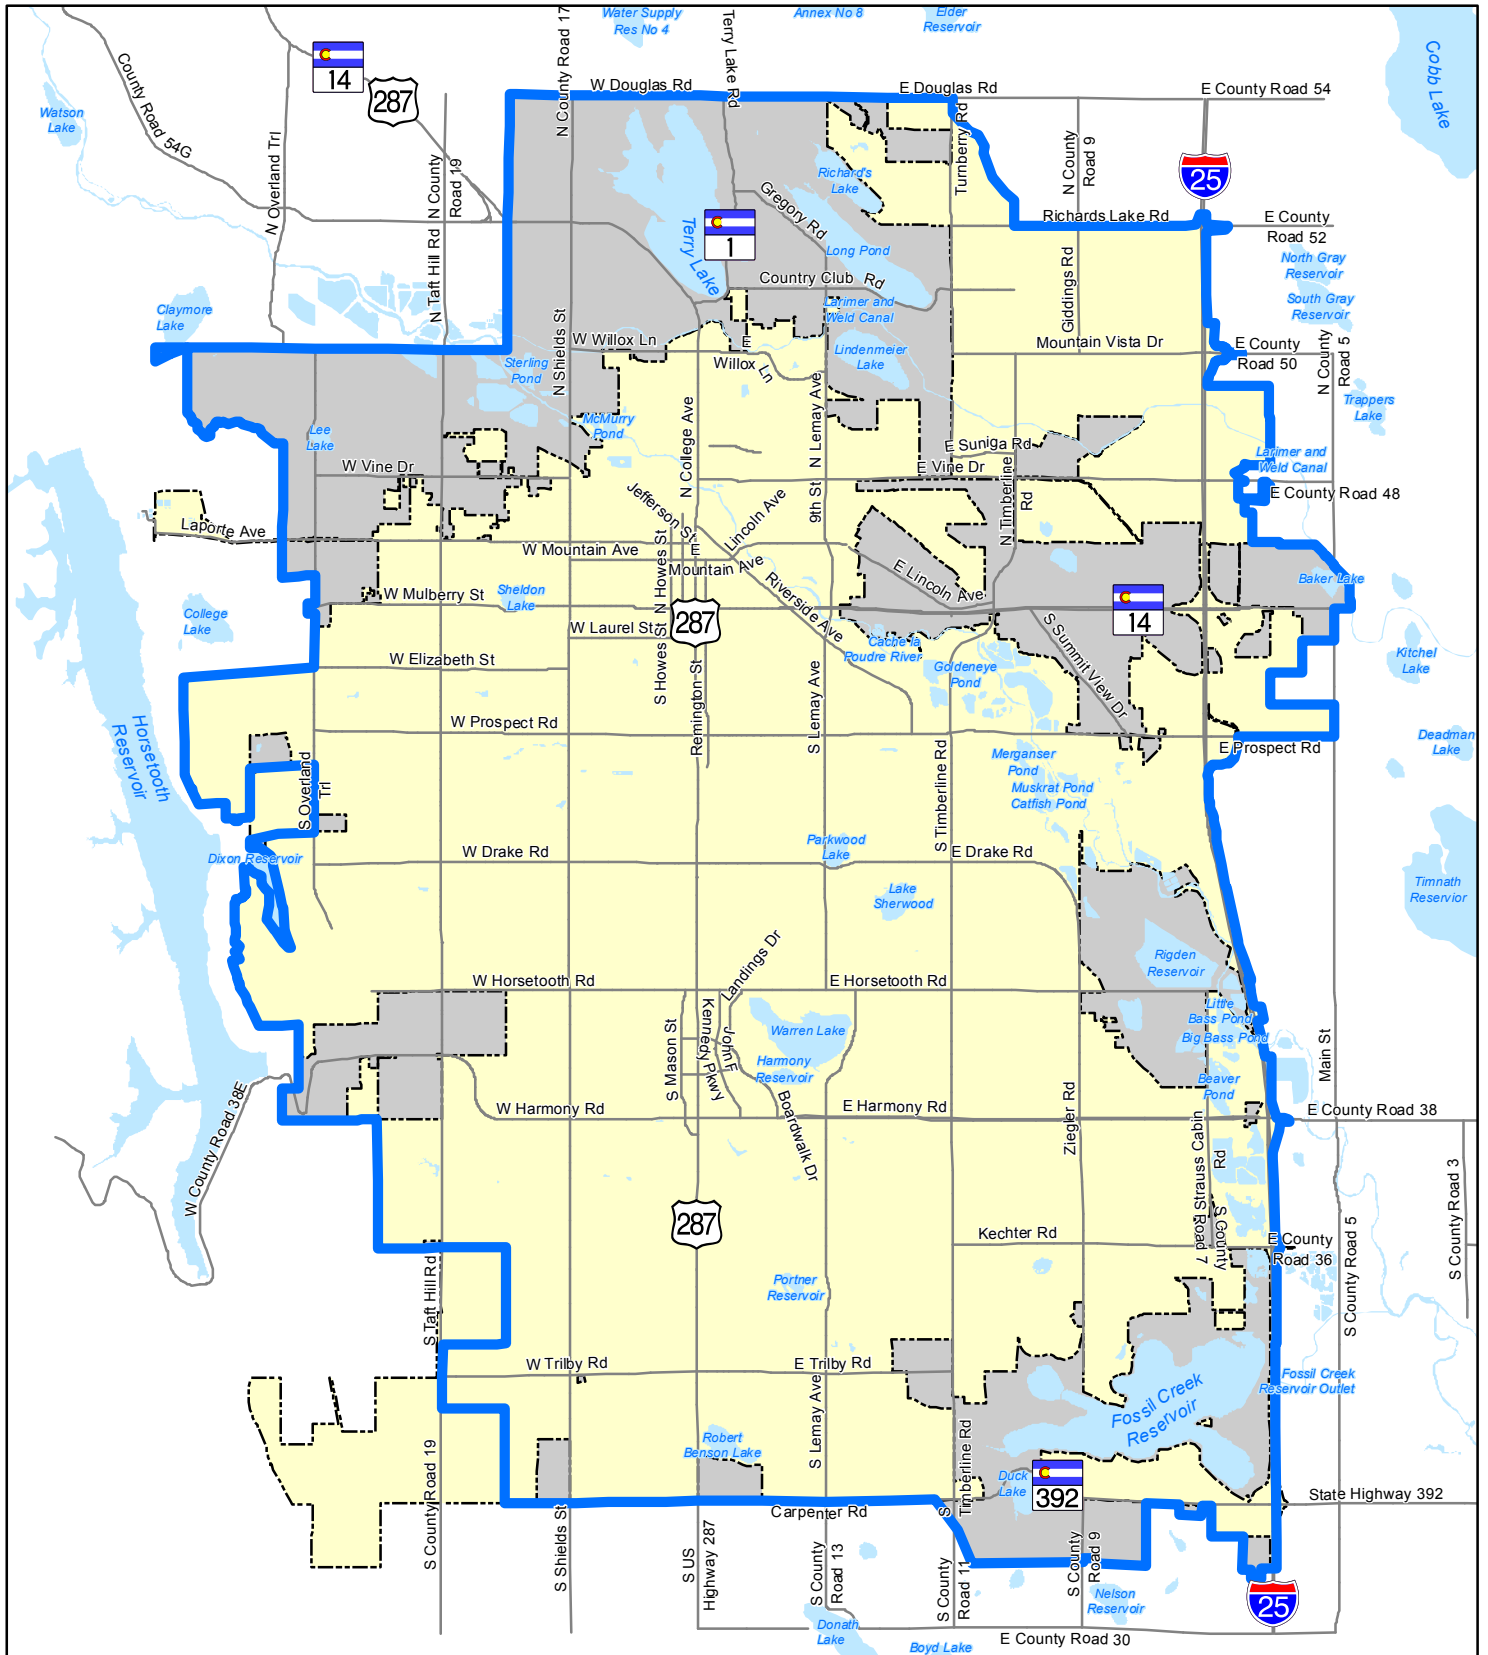 Water Supply
Res No 4
Annex No 8
Elder
Reservoir
Cobb Lake
N County Road 17
Terry Lake Rd
County Road 54G
14
287
Watson
Lake
W Douglas Rd
E Douglas Rd
E County Road 54
N Overland Trl
N Taft Hill Rd
N County
Road 19
Turnberry Rd
N County
Road 9
25
Richard's
Lake
Gregory Rd
1
Terry Lake
Long Pond
Richards Lake Rd
E County
Road 52
North Gray
Reservoir
South Gray
Reservoir
Giddings Rd
Country Club Rd
Larimer and
Weld Canal
Claymore
Lake
N Shields St
W Willox Ln
E
Willox Ln
Lindenmeier
Lake
Mountain Vista Dr
E County
Road 50
N County
Road 5
Sterling
Pond
Trappers
Lake
McMurry
Pond
N College Ave
N Lemay Ave
Lee
Lake
E Suniga Rd
Larimer and
Weld Canal
W Vine Dr
E Vine Dr
E County Road 48
Jefferson St
Lincoln Ave
9th St
N Timberline
Rd
Laporte Ave
W Mountain Ave
E
Mountain Ave
N Howes St
E Lincoln Ave
Baker Lake
W Mulberry St
Sheldon
Lake
Riverside Ave
14
College
Lake
W Laurel St
287
S Howes St
Cache la
Poudre River
S Summit View Dr
Kitchel
Lake
W Elizabeth St
Goldeneye
Pond
Remington St
S Lemay Ave
W Prospect Rd
E Prospect Rd
Deadman
Lake
Horsetooth
Reservoir
S Overland
Trl
S Timberline Rd
Merganser
Pond
Muskrat Pond
Catfish Pond
Dixon Reservoir
W Drake Rd
Parkwood
Lake
E Drake Rd
Lake
Sherwood
Timnath
Reservior
Landings Dr
Rigden
Reservoir
W Horsetooth Rd
E Horsetooth Rd
Little
Bass Pond
Big Bass Pond
S Mason St
John F
Kennedy Pkwy
Warren Lake
Harmony
Reservoir
Main St
Beaver
Pond
W County Road 38E
W Harmony Rd
Boardwalk Dr
E Harmony Rd
Ziegler Rd
E County Road 38
Strauss Cabin
Rd
S County Road 3
287
Kechter Rd
S County
Road 7
E County
Road 36
S County Road 5
S Taft Hill Rd
Portner
Reservoir
W Trilby Rd
E Trilby Rd
Fossil Creek
Reservoir Outlet
Fossil Creek
Reservoir
S Lemay Ave
Robert
Benson Lake
S County Road 19
S
Timberline Rd
Duck
Lake
392
State Highway 392
Carpenter Rd
S Shields St
S US
Highway 287
S County
Road 13
S County
Road 11
S County
Road 9
Nelson
Reservoir
25
Donath
Lake
Boyd Lake
E County Road 30